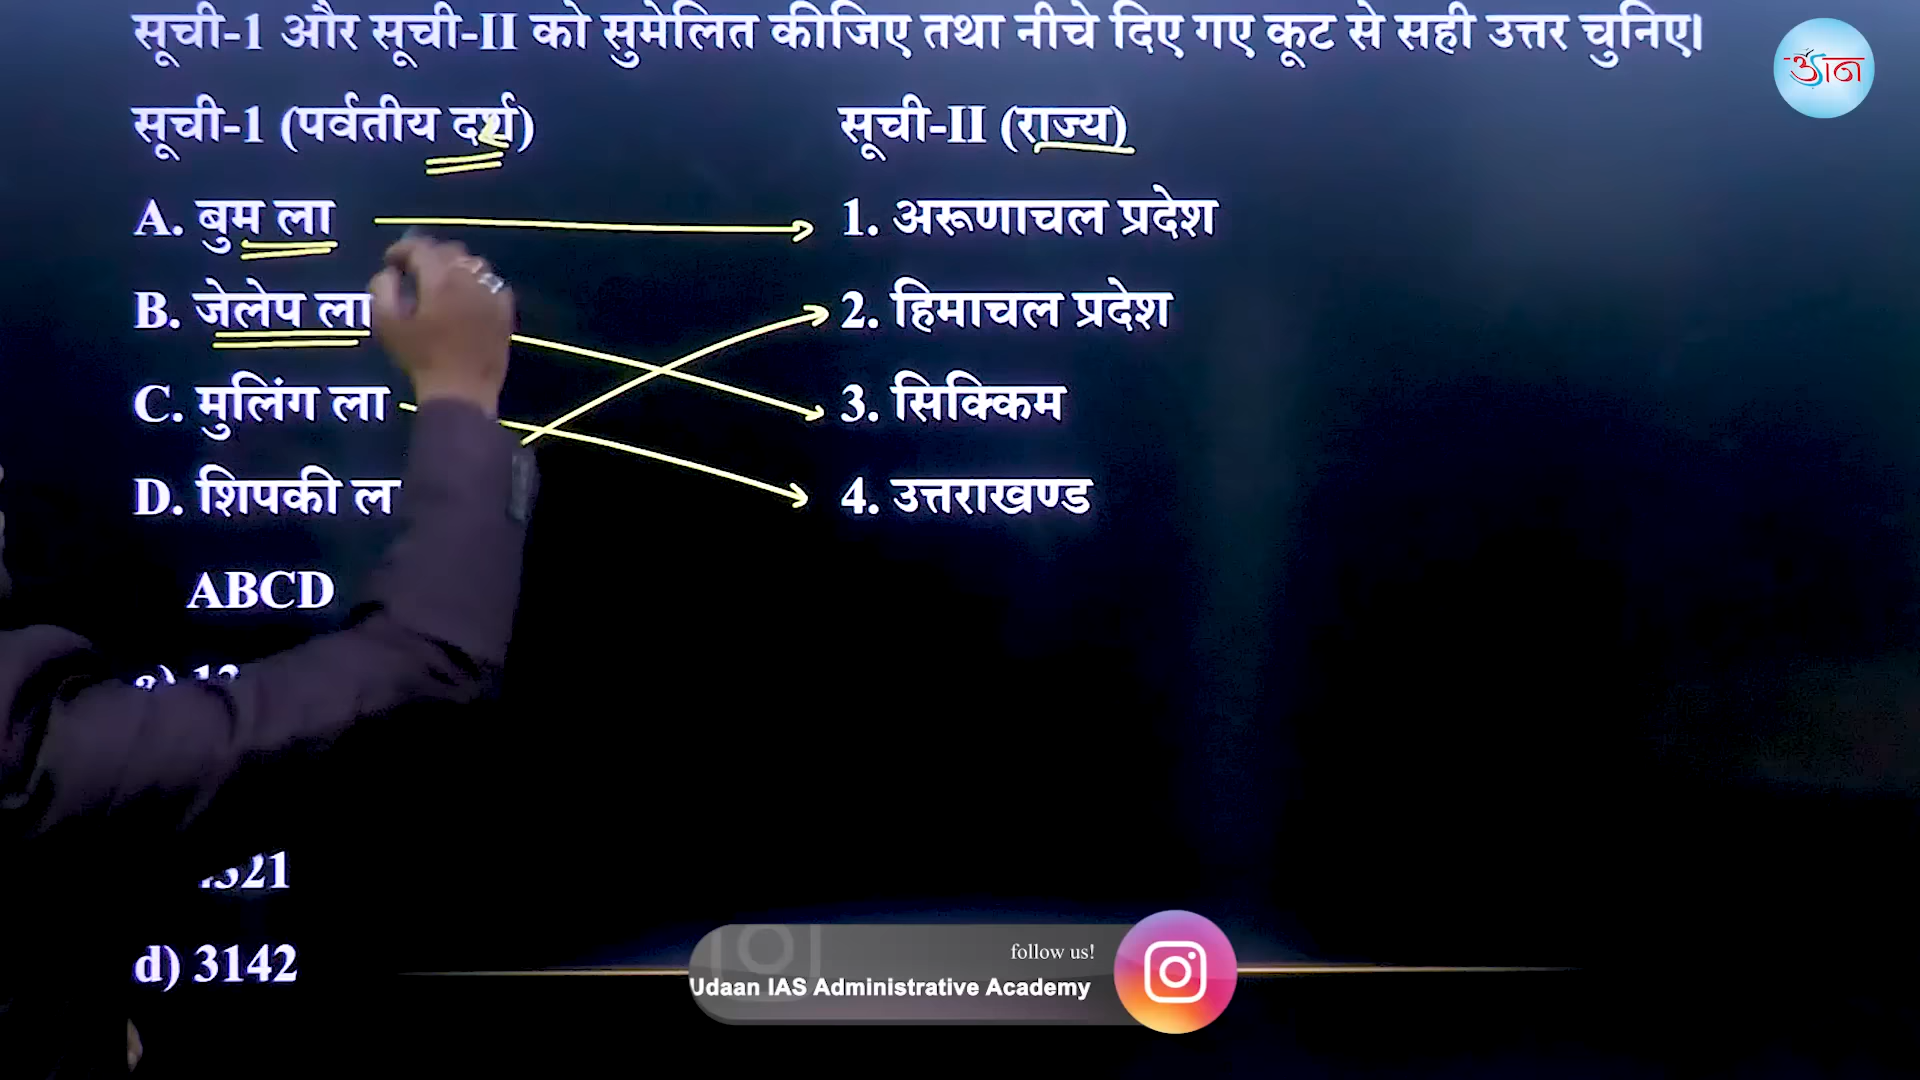 सूची-1 और सूची-II को सुमेलित कीजिए तथा नीचे दिए गए कूट से सही उत्तर चुनिए।
सूची-1 (पर्वतीय दर्रा) सूची-II (राज्य)
A. बुम ला 1. अरूणाचल प्रदेश
B. जेलेप ला 2. हिमाचल प्रदेश
C. मुलिंग ला 3. सिक्किम
D. शिपकी ल 4. उत्तराखण्ड
ABCD
321
d) 3142
follow us!
Udaan IAS Administrative Academy